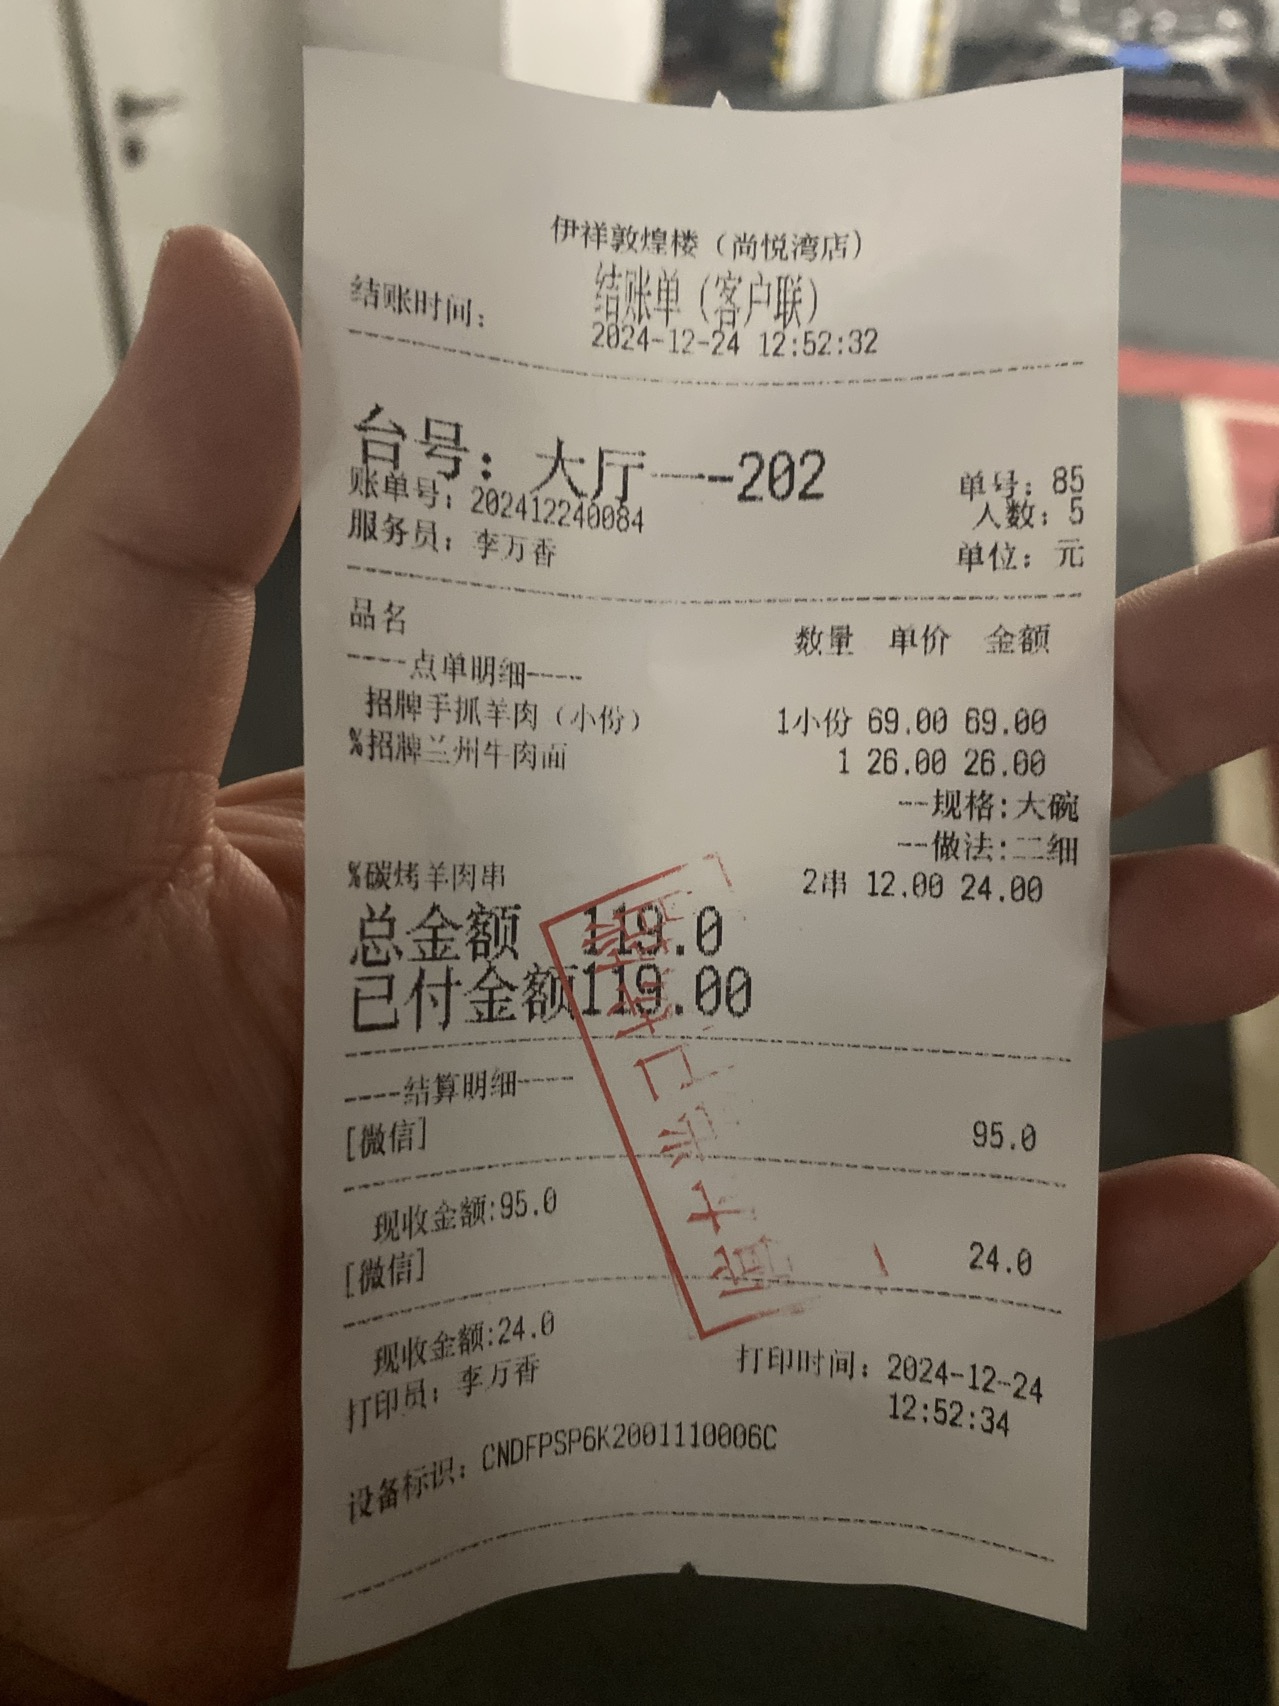 伊祥敦煌楼（尚悦湾店）
结账单（客户联）
结账时间： 2024-12-24 12:52:32
台号：大厅---202
单号：85
账单号：202412240084
人数：5
服务员：李万香
单位：元
品名 数量 单价 金额
----点单明细----
招牌手抓羊肉（小份） 1小份 69.00 69.00
%招牌兰州牛肉面 1 26.00 26.00
--规格:大碗
--做法:二细
%碳烤羊肉串 2串 12.00 24.00
总金额 119.0
已付金额119.00
----结算明细----
[微信] 95.0
现收金额:95.0
[微信] 24.0
现收金额:24.0
打印员：李万香
打印时间：2024-12-24
12:52:34
设备标识：CNDFPSP6K2001110006C